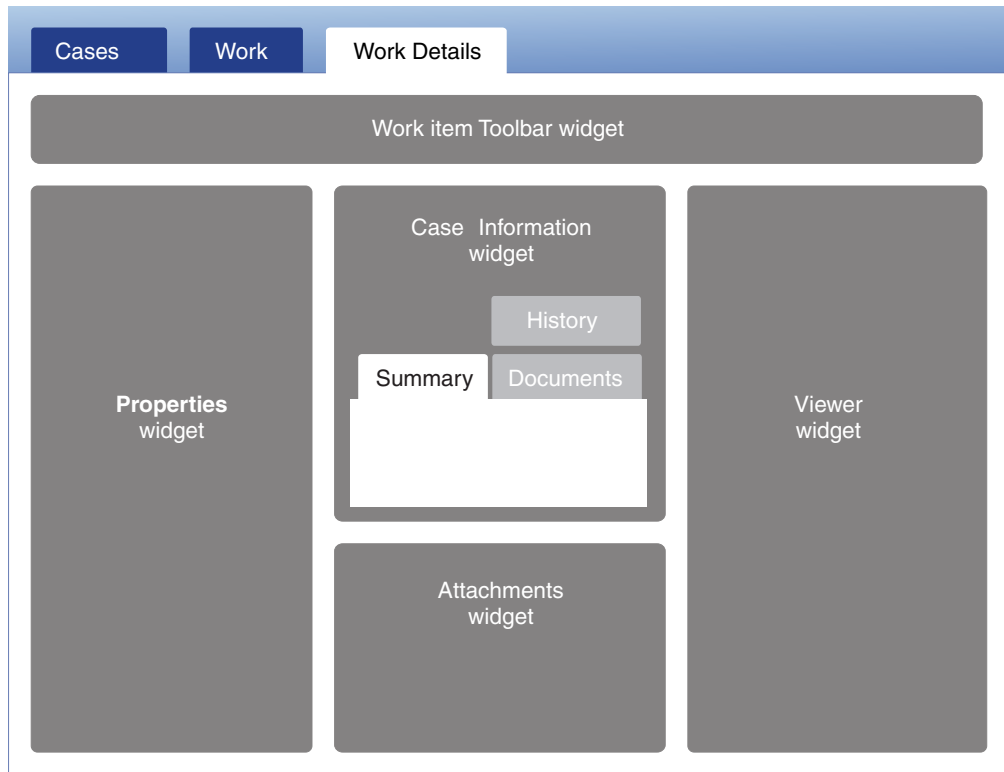 Cases
Work
Work Details
Work item Toolbar widget
Properties
widget
Case Information
widget
History
Summary
Documents
Attachments
widget
Viewer
widget